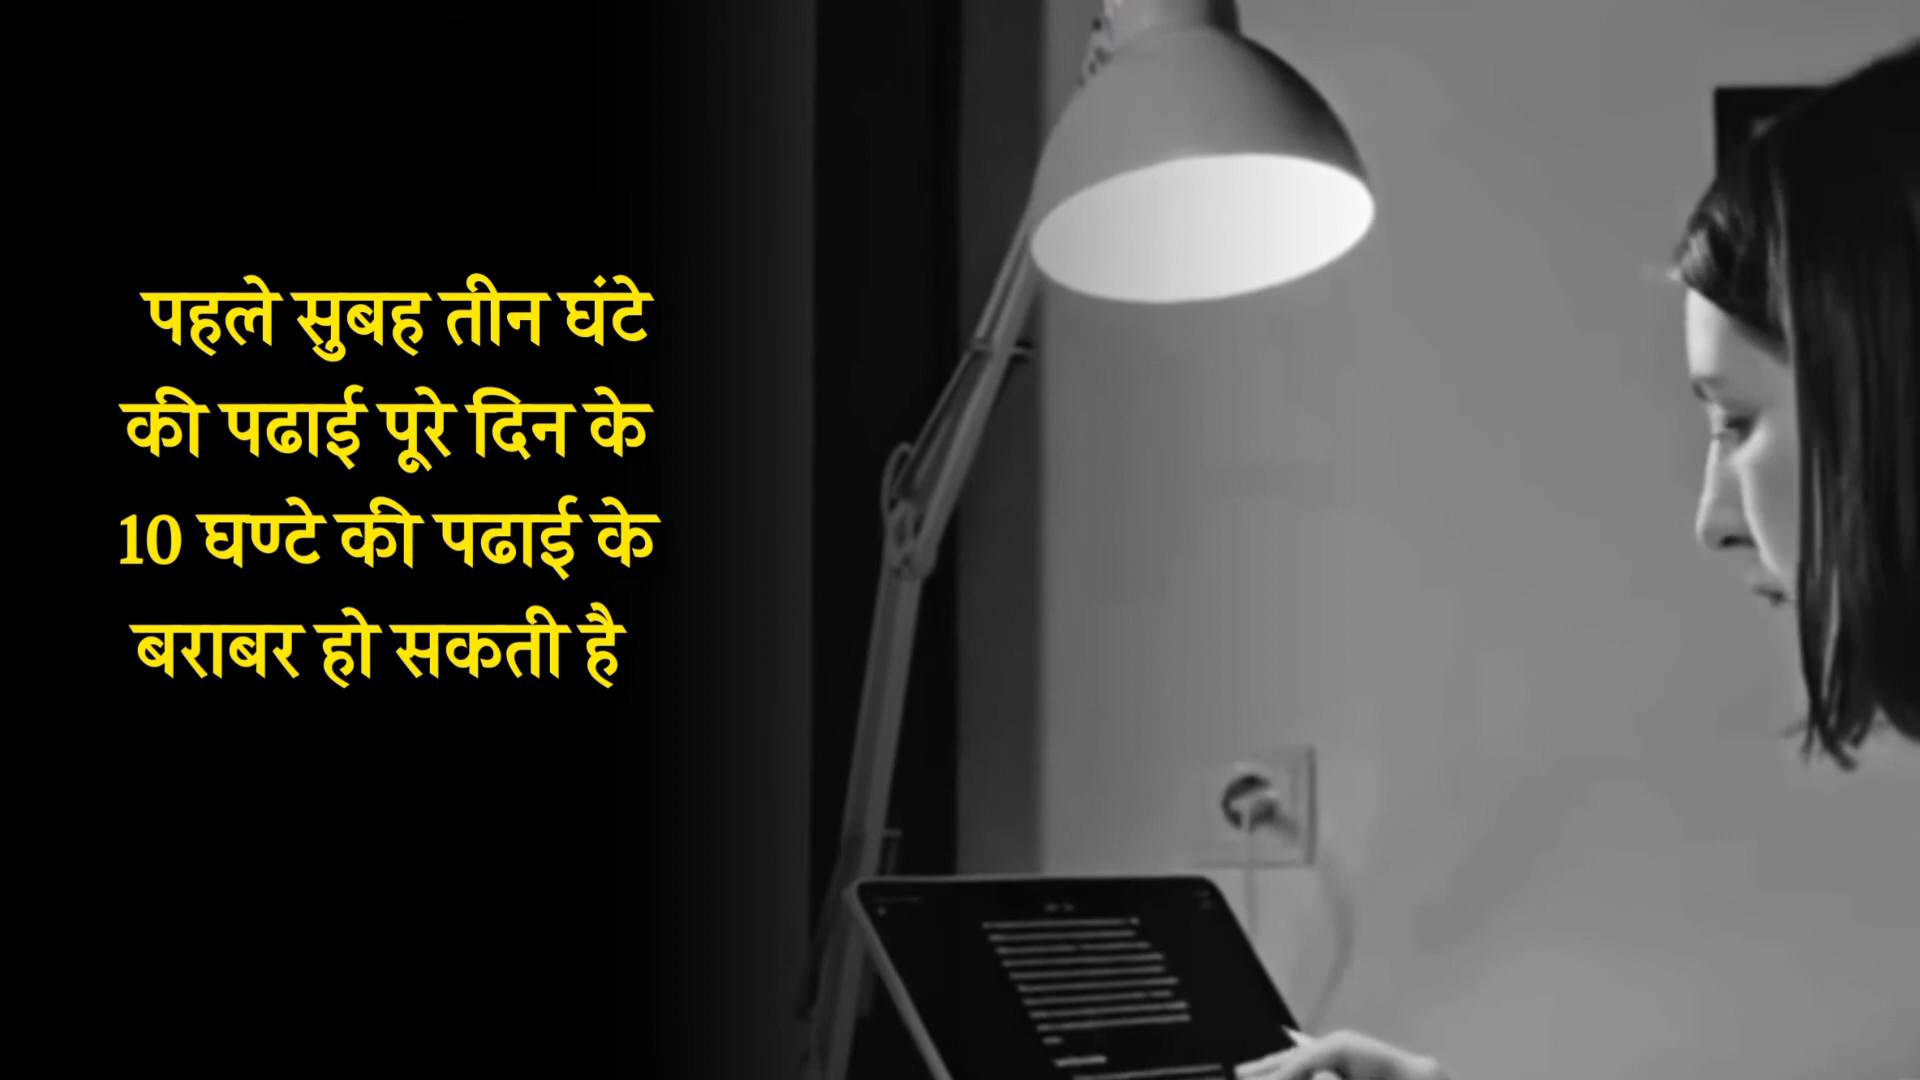 पहले सुबह तीन घंटे
की पढाई पूरे दिन के
10 घण्टे की पढाई के
बराबर हो सकती है